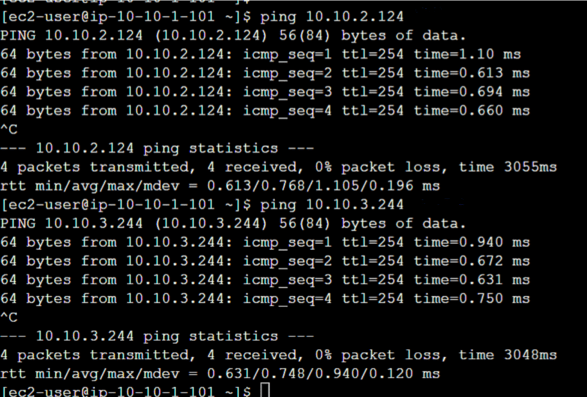 [ec2-user@ip-10-10-1-101 ~]$ ping 10.10.2.124
PING 10.10.2.124 (10.10.2.124) 56(84) bytes of data.
64 bytes from 10.10.2.124: icmp_seq=1 ttl=254 time=1.10 ms
64 bytes from 10.10.2.124: icmp_seq=2 ttl=254 time=0.613 ms
64 bytes from 10.10.2.124: icmp_seq=3 ttl=254 time=0.694 ms
64 bytes from 10.10.2.124: icmp_seq=4 ttl=254 time=0.660 ms
^C
--- 10.10.2.124 ping statistics ---
4 packets transmitted, 4 received, 0% packet loss, time 3055ms
rtt min/avg/max/mdev = 0.613/0.768/1.105/0.196 ms
[ec2-user@ip-10-10-1-101 ~]$ ping 10.10.3.244
PING 10.10.3.244 (10.10.3.244) 56(84) bytes of data.
64 bytes from 10.10.3.244: icmp_seq=1 ttl=254 time=0.940 ms
64 bytes from 10.10.3.244: icmp_seq=2 ttl=254 time=0.672 ms
64 bytes from 10.10.3.244: icmp_seq=3 ttl=254 time=0.631 ms
64 bytes from 10.10.3.244: icmp_seq=4 ttl=254 time=0.750 ms
^C
--- 10.10.3.244 ping statistics ---
4 packets transmitted, 4 received, 0% packet loss, time 3048ms
rtt min/avg/max/mdev = 0.631/0.748/0.940/0.120 ms
[ec2-user@ip-10-10-1-101 ~]$